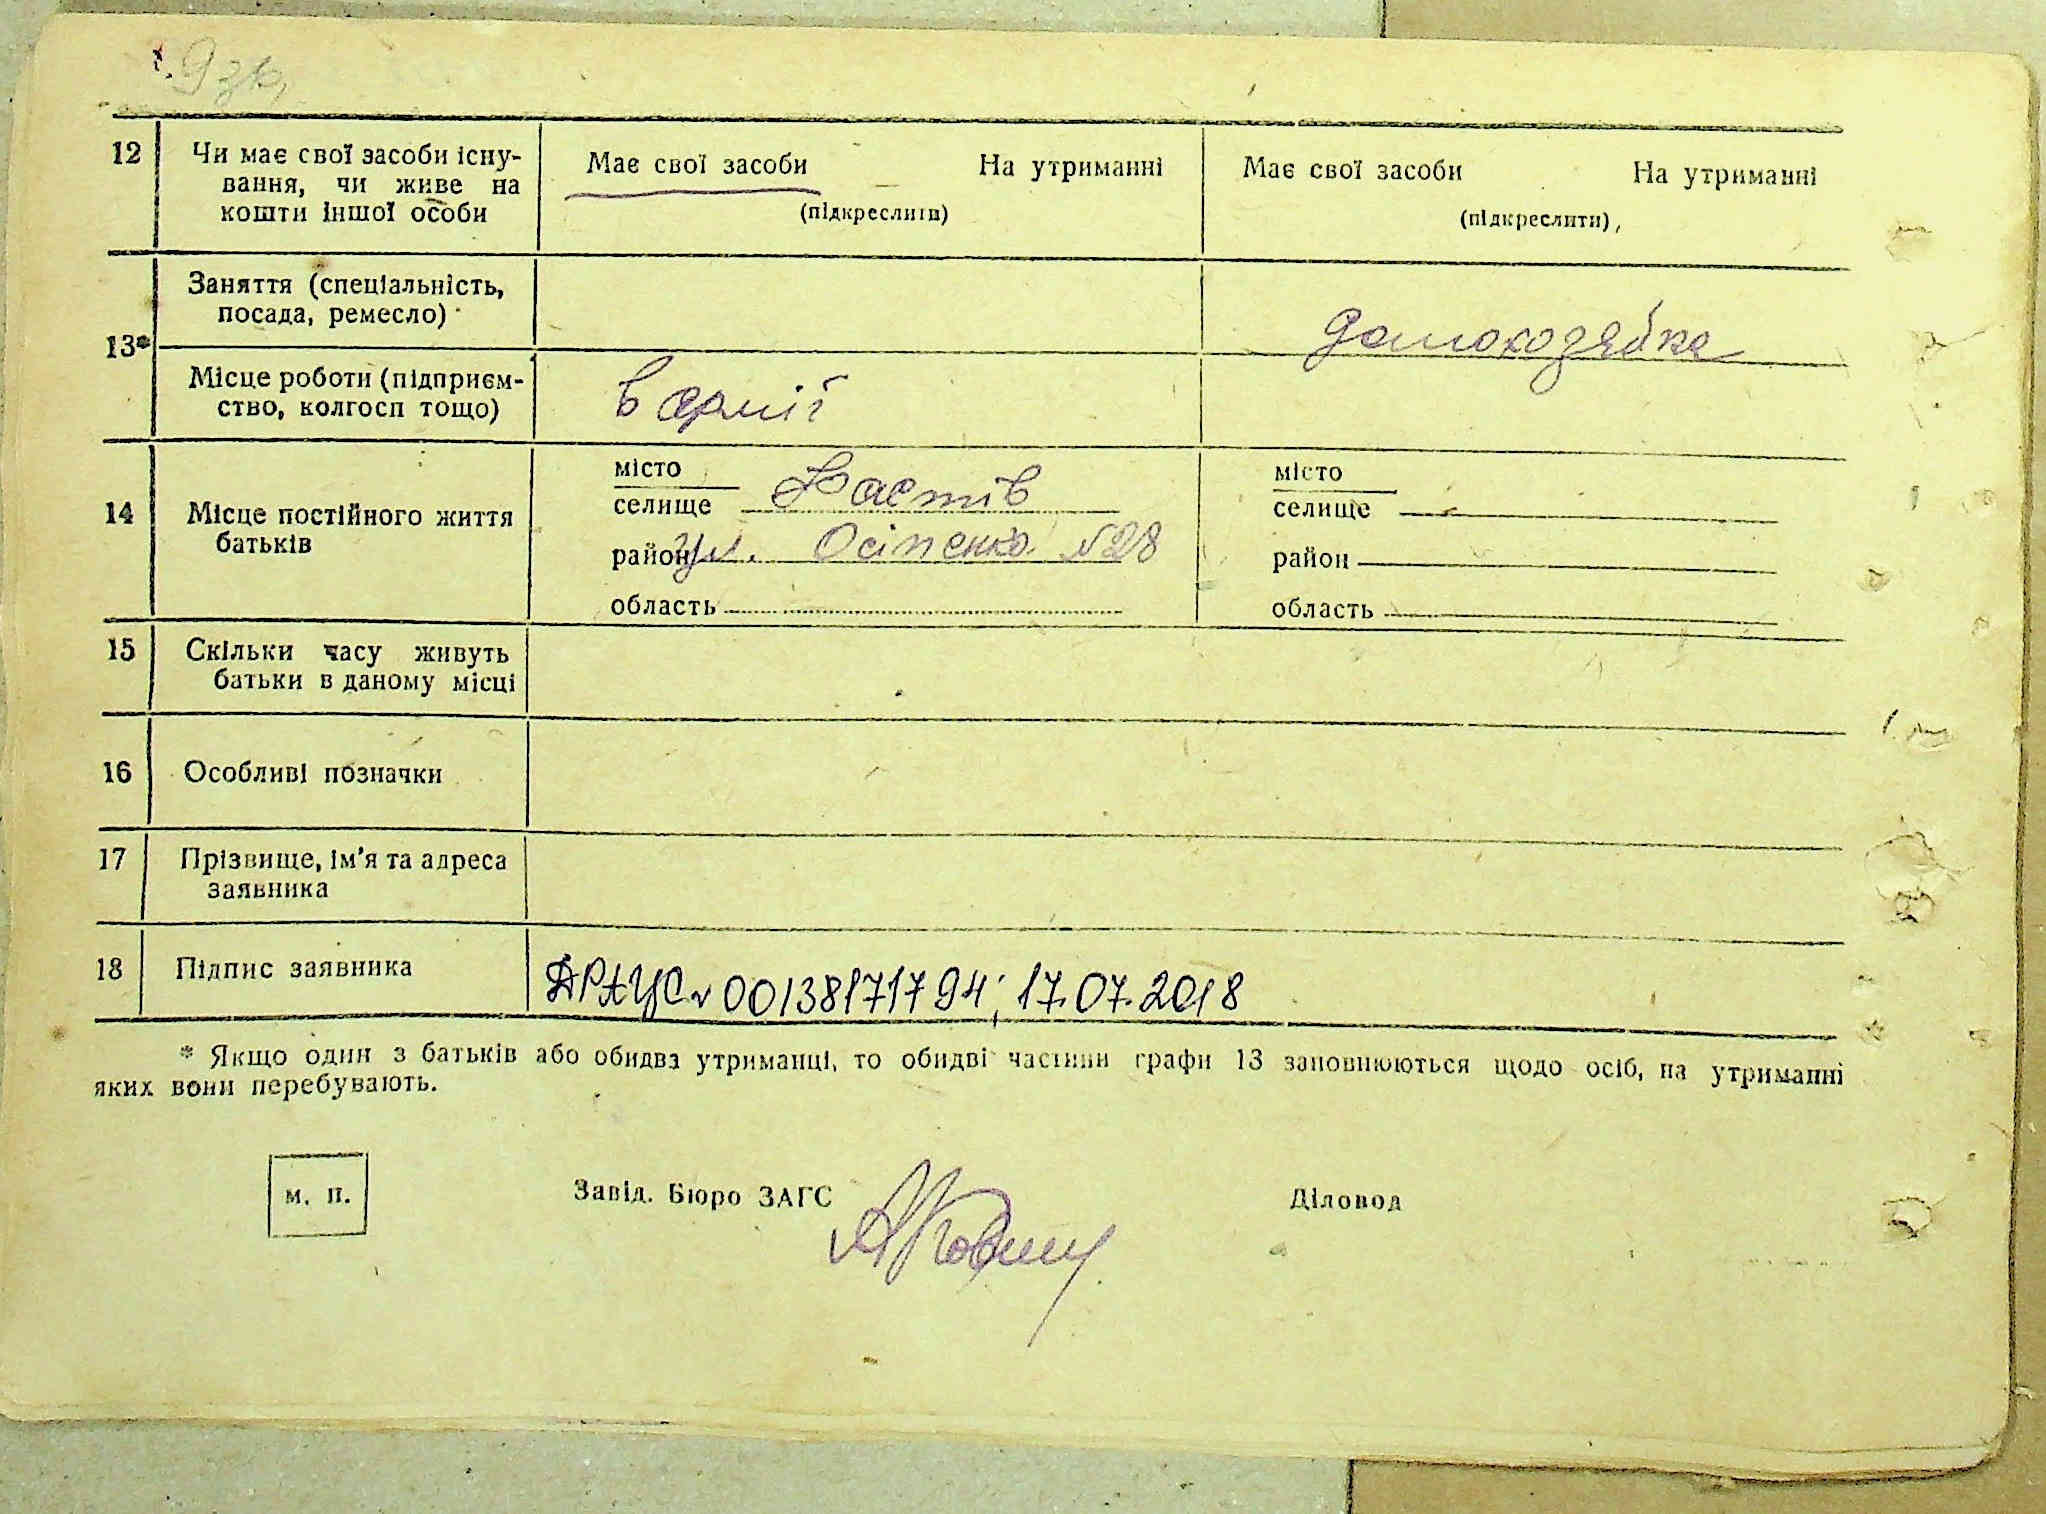 12 Чи має свої засоби існу-
вання, чи живе на
кошти іншої особи
Має свої засоби На утриманні
(підкреслити)
Має свої засоби На утриманні
(підкреслити),
13*
Заняття (спеціальність,
посада, ремесло)
домохозяйка
Місце роботи (підприєм-
ство, колгосп тощо)
В армії
14 Місце постійного життя
батьків
місто
селище Фастів
район ул. Осіпенко №28
область
місто
селище
район
область
15 Скільки часу живуть
батьки в даному місці
16 Особливі позначки
17 Прізвище, ім'я та адреса
заявника
18 Підпис заявника
ДРАЦС 00138171794; 17.07.2018
* Якщо один з батьків або обидва утриманці, то обидві частини графи 13 заповнюються щодо осіб, на утриманні
яких вони перебувають.
М. П.
Завід. Бюро ЗАГС
Діловод